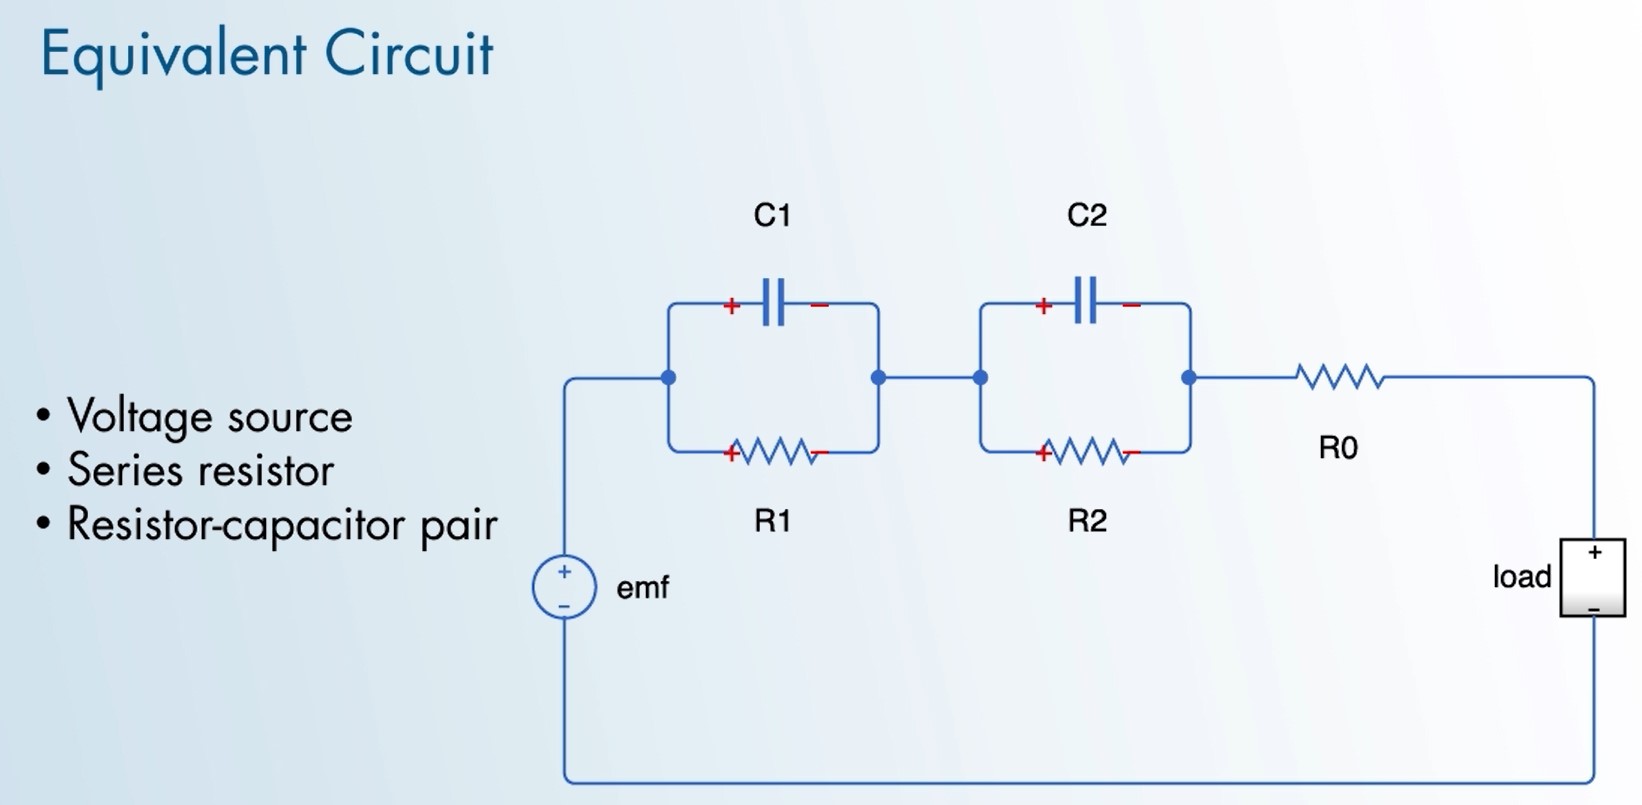 Equivalent Circuit
C1
C2
+ − + −
• Voltage source
• Series resistor
• Resistor-capacitor pair
+ − + −
R0
R1
R2
+
−
emf
load
+
−